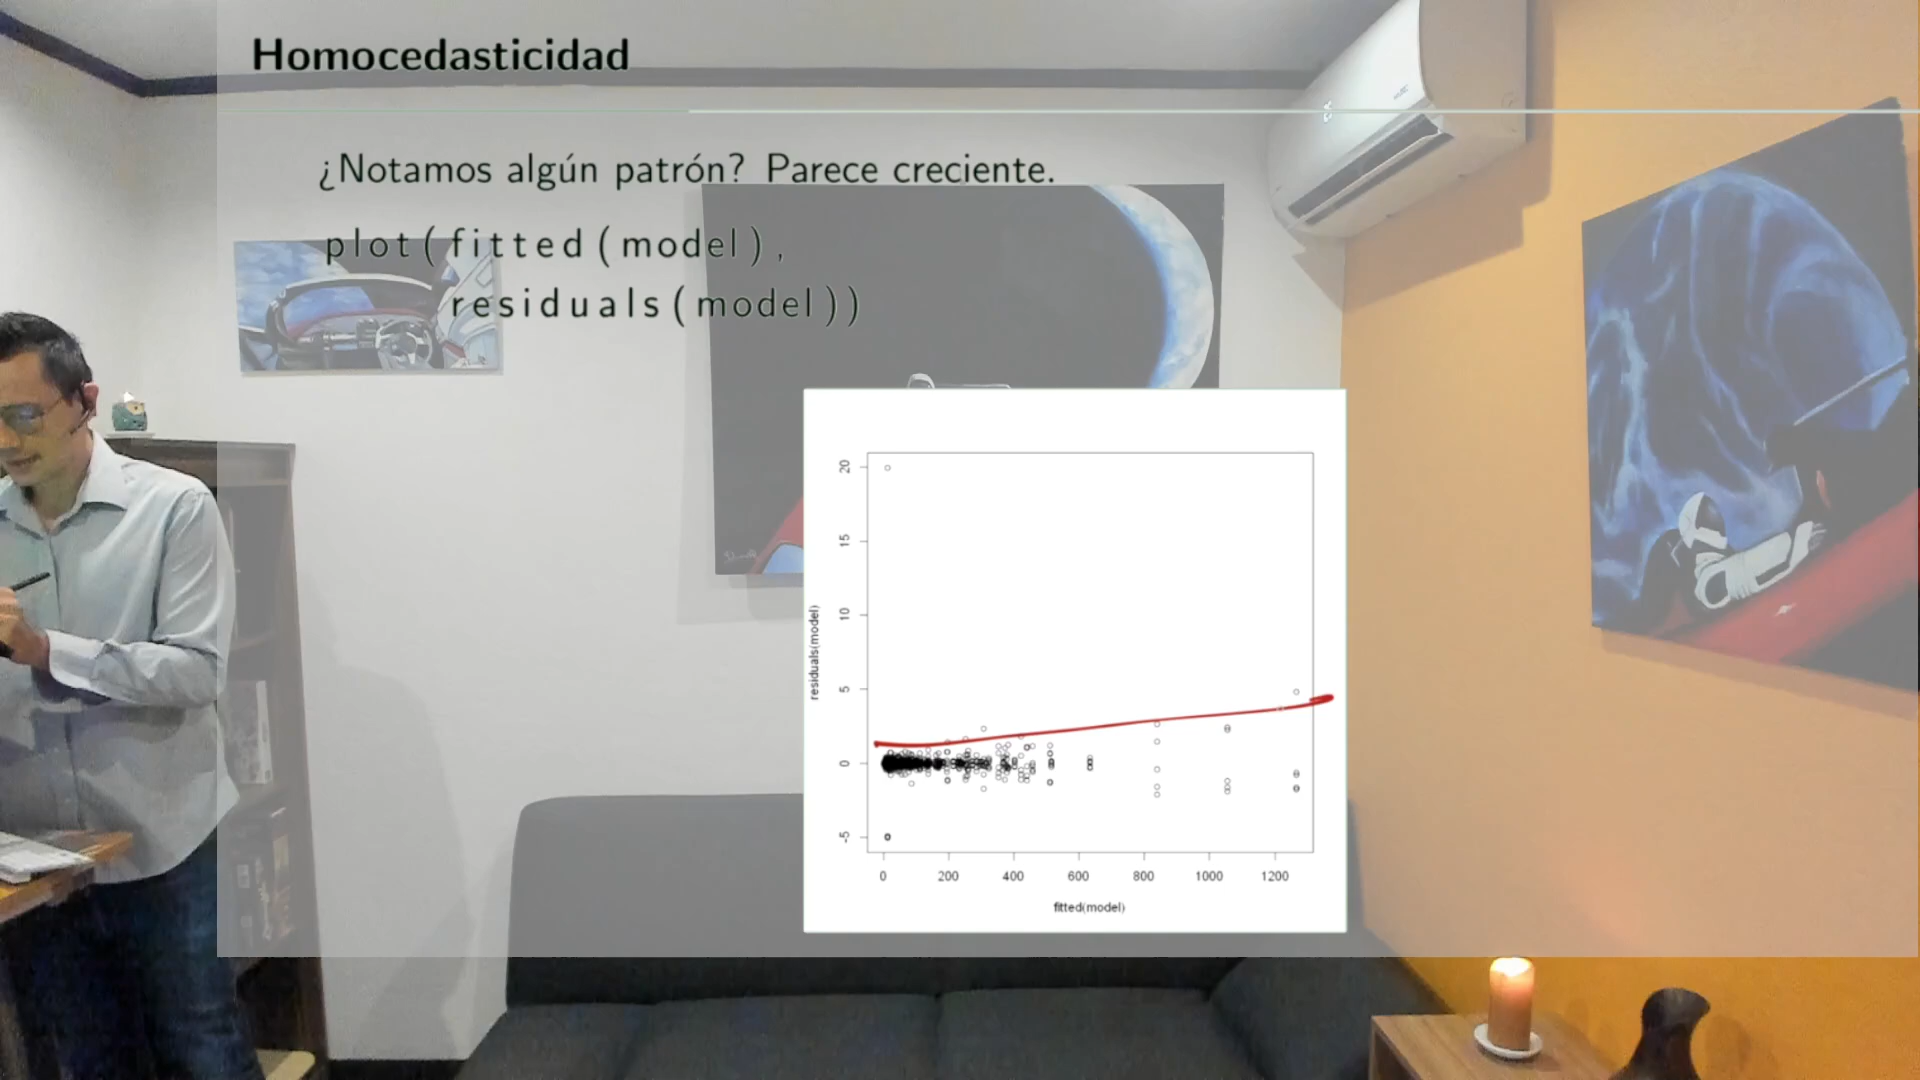 Homocedasticidad
¿Notamos algún patrón? Parece creciente.
plot(fitted(model),
residuals(model))
20
15
10
5
0
-5
residuals(model)
0 200 400 600 800 1000 1200
fitted(model)